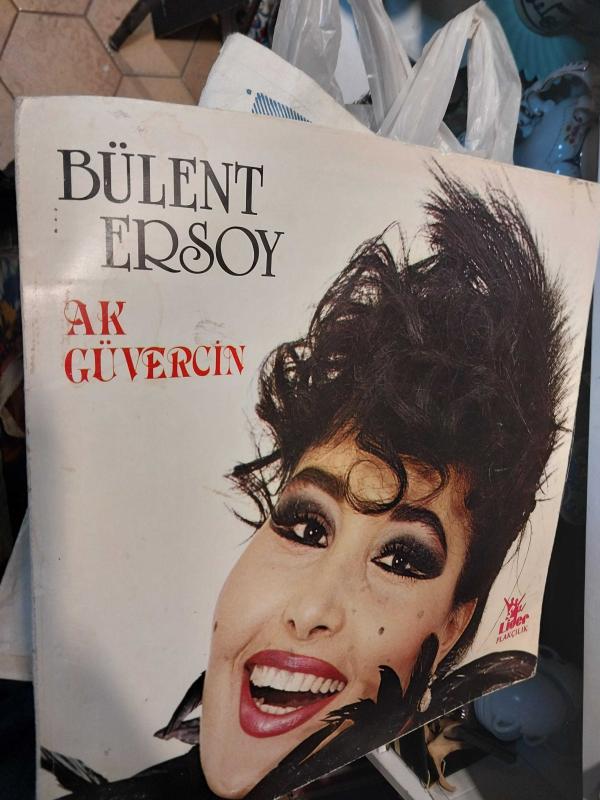 BÜLENT
ERSOY
AK
GÜVERCİN
Lider
PLAKÇILIK